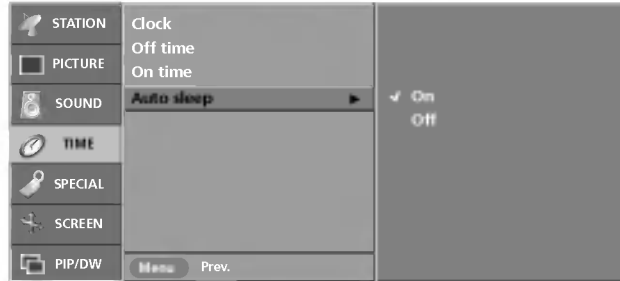 STATION
PICTURE
SOUND
TIME
SPECIAL
SCREEN
PIP/DW
Clock
Off time
On time
Auto sleep
Menu Prev.
On
Off